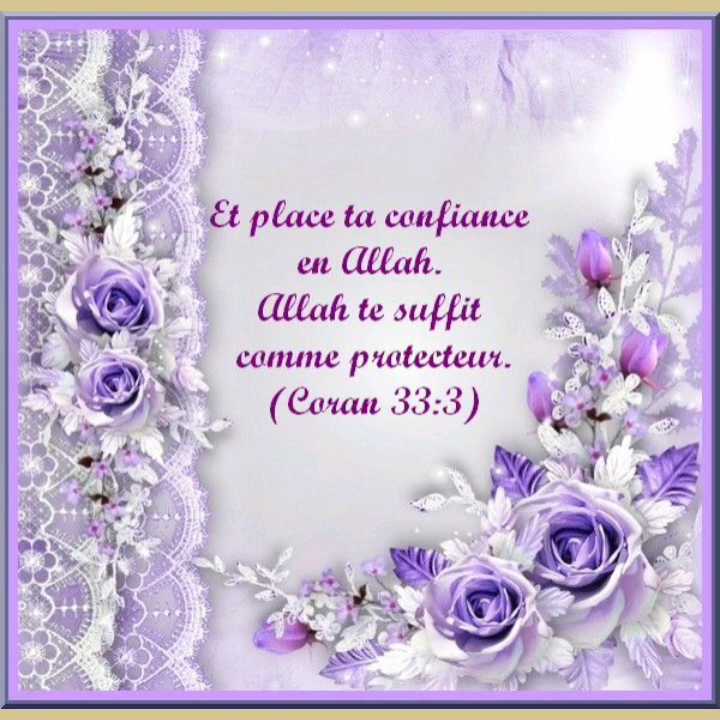 Et place ta confiance
en Allah.
Allah te suffit
comme protecteur.
(Coran 33:3)